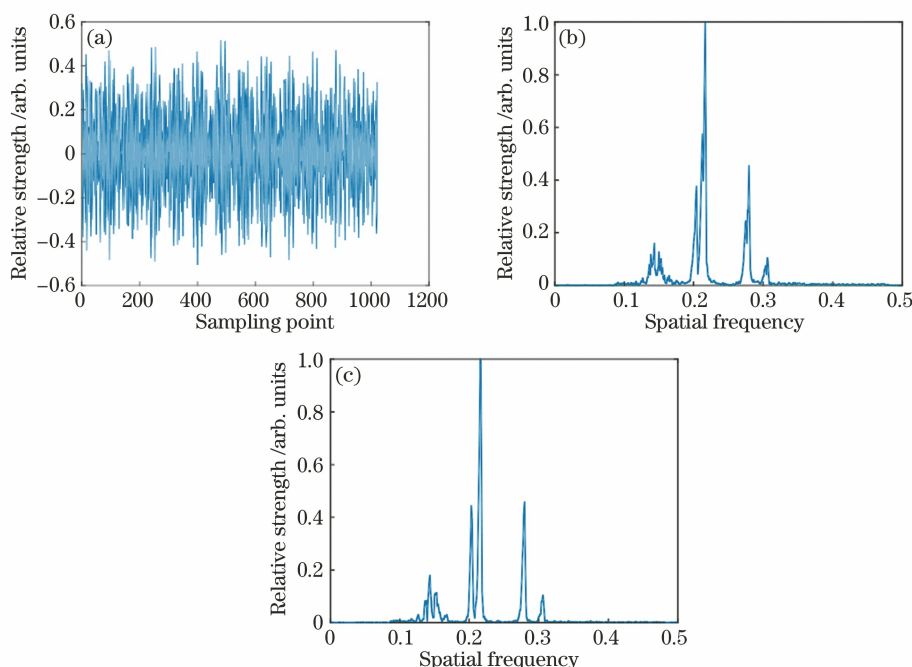 (a)
Relative strength /arb. units
0.6
0.4
0.2
0
−0.2
−0.4
−0.6
0 200 400 600 800 1000 1200
Sampling point
(b)
Relative strength /arb. units
1.0
0.8
0.6
0.4
0.2
0
0 0.1 0.2 0.3 0.4 0.5
Spatial frequency
(c)
Relative strength /arb. units
1.0
0.8
0.6
0.4
0.2
0
0 0.1 0.2 0.3 0.4 0.5
Spatial frequency